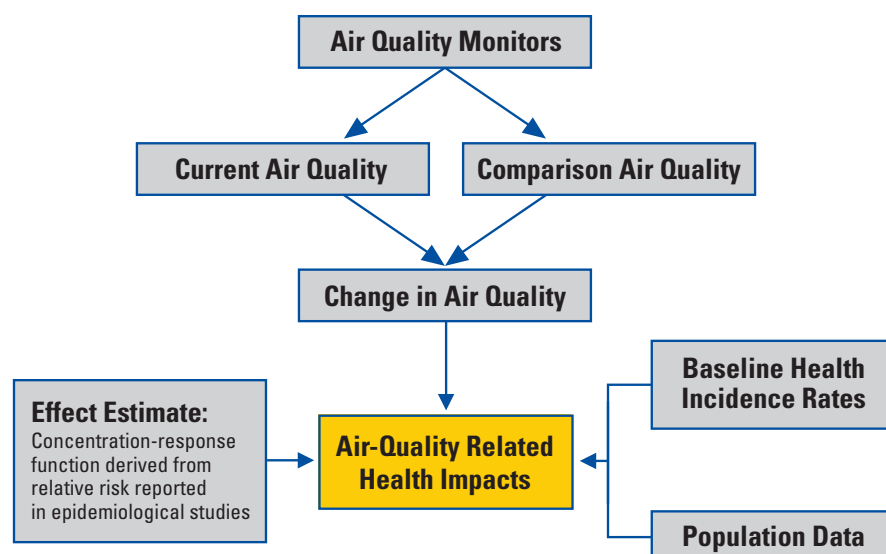 Air Quality Monitors
Current Air Quality
Comparison Air Quality
Change in Air Quality
Baseline Health
Incidence Rates
Effect Estimate:
Concentration-response
function derived from
relative risk reported
in epidemiological studies
Air-Quality Related
Health Impacts
Population Data